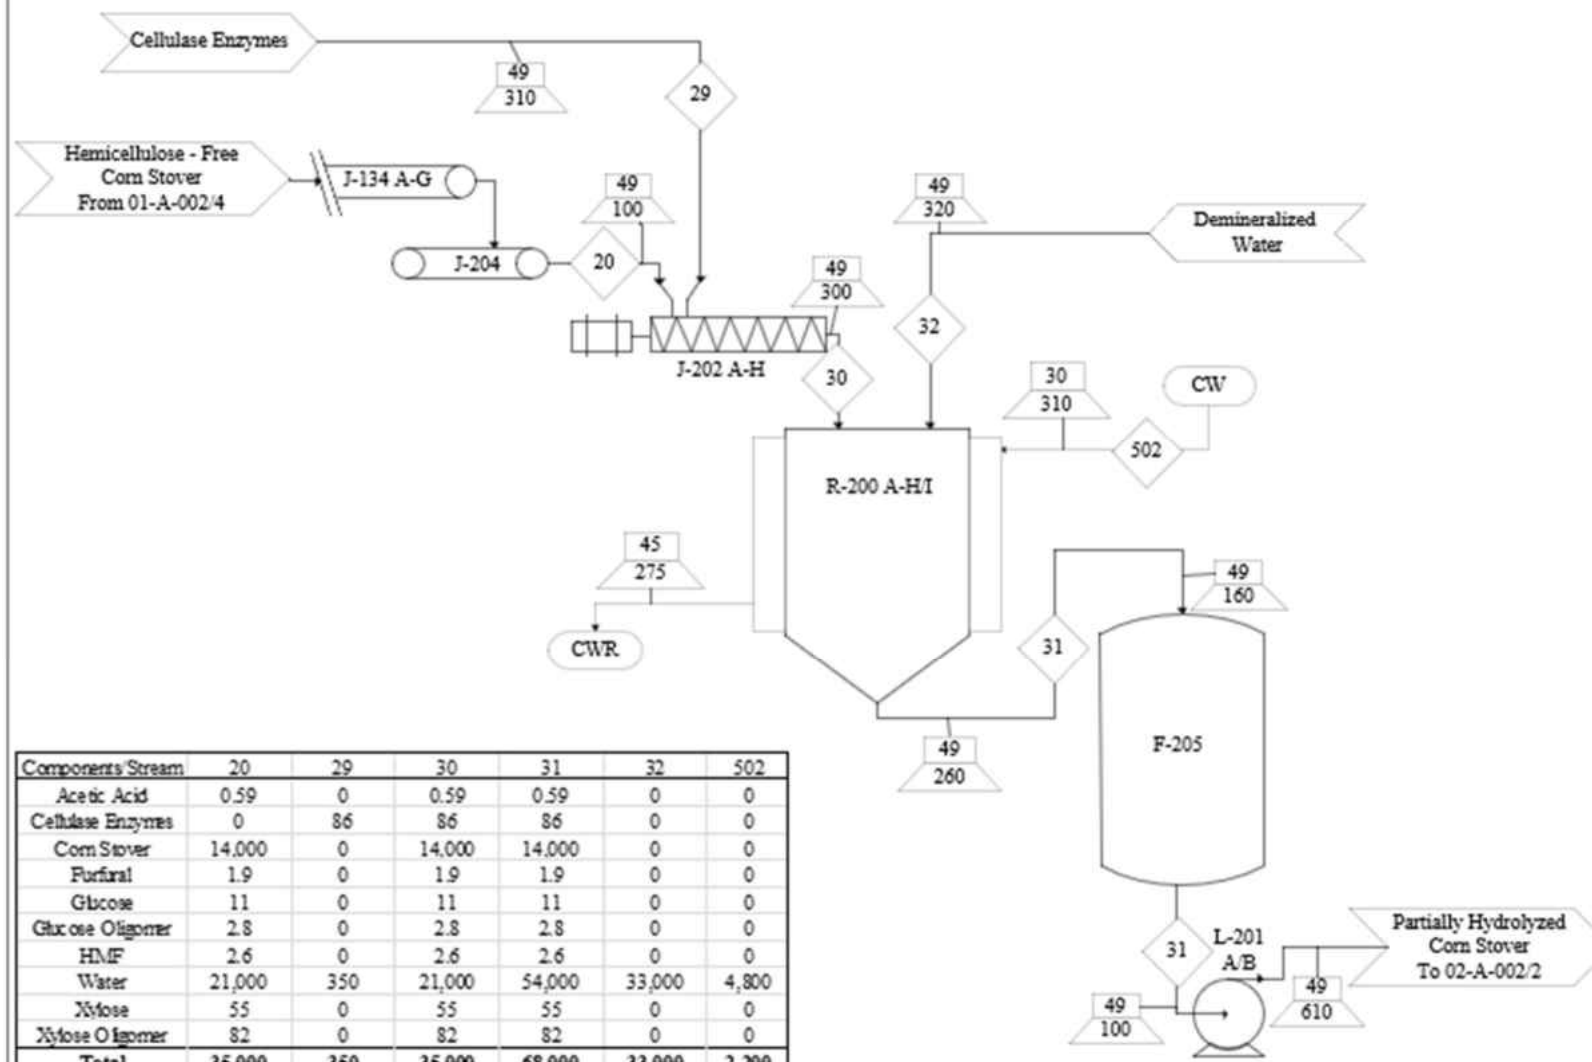 Cellulase Enzymes
49
310
29
Hemicellulose - Free
Corn Stover
From 01-A-002/4
J-134 A-G
49
100
49
320
Demineralized
Water
J-204
20
49
300
32
J-202 A-H
30
30
310
CW
502
R-200 A-H/I
45
275
49
160
CWR
31
49
260
F-205
Components/Stream 20 29 30 31 32 502
Acetic Acid 0.59 0 0.59 0.59 0 0
Cellulase Enzymes 0 86 86 86 0 0
Corn Stover 14,000 0 14,000 14,000 0 0
Furfural 1.9 0 1.9 1.9 0 0
Glucose 11 0 11 11 0 0
Glucose Oligomer 2.8 0 2.8 2.8 0 0
HMF 2.6 0 2.6 2.6 0 0
Water 21,000 350 21,000 54,000 33,000 4,800
Xylose 55 0 55 55 0 0
Xylose Oligomer 82 0 82 82 0 0
Total
31
L-201
A/B
Partially Hydrolyzed
Corn Stover
To 02-A-002/2
49
100
49
610